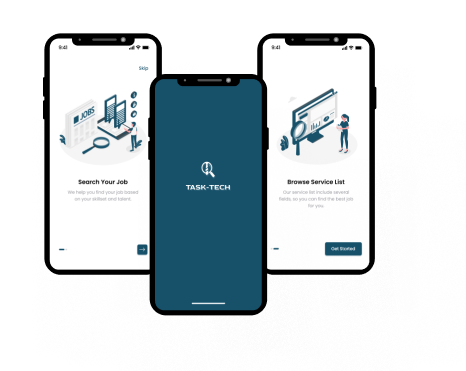 9:41
Skip
JOBS
Search Your Job
We help you find your job based
on your skillset and talent.
TASK-TECH
9:41
Browse Service List
Our service list include several
fields, so you can find the best job
for you.
Get Started